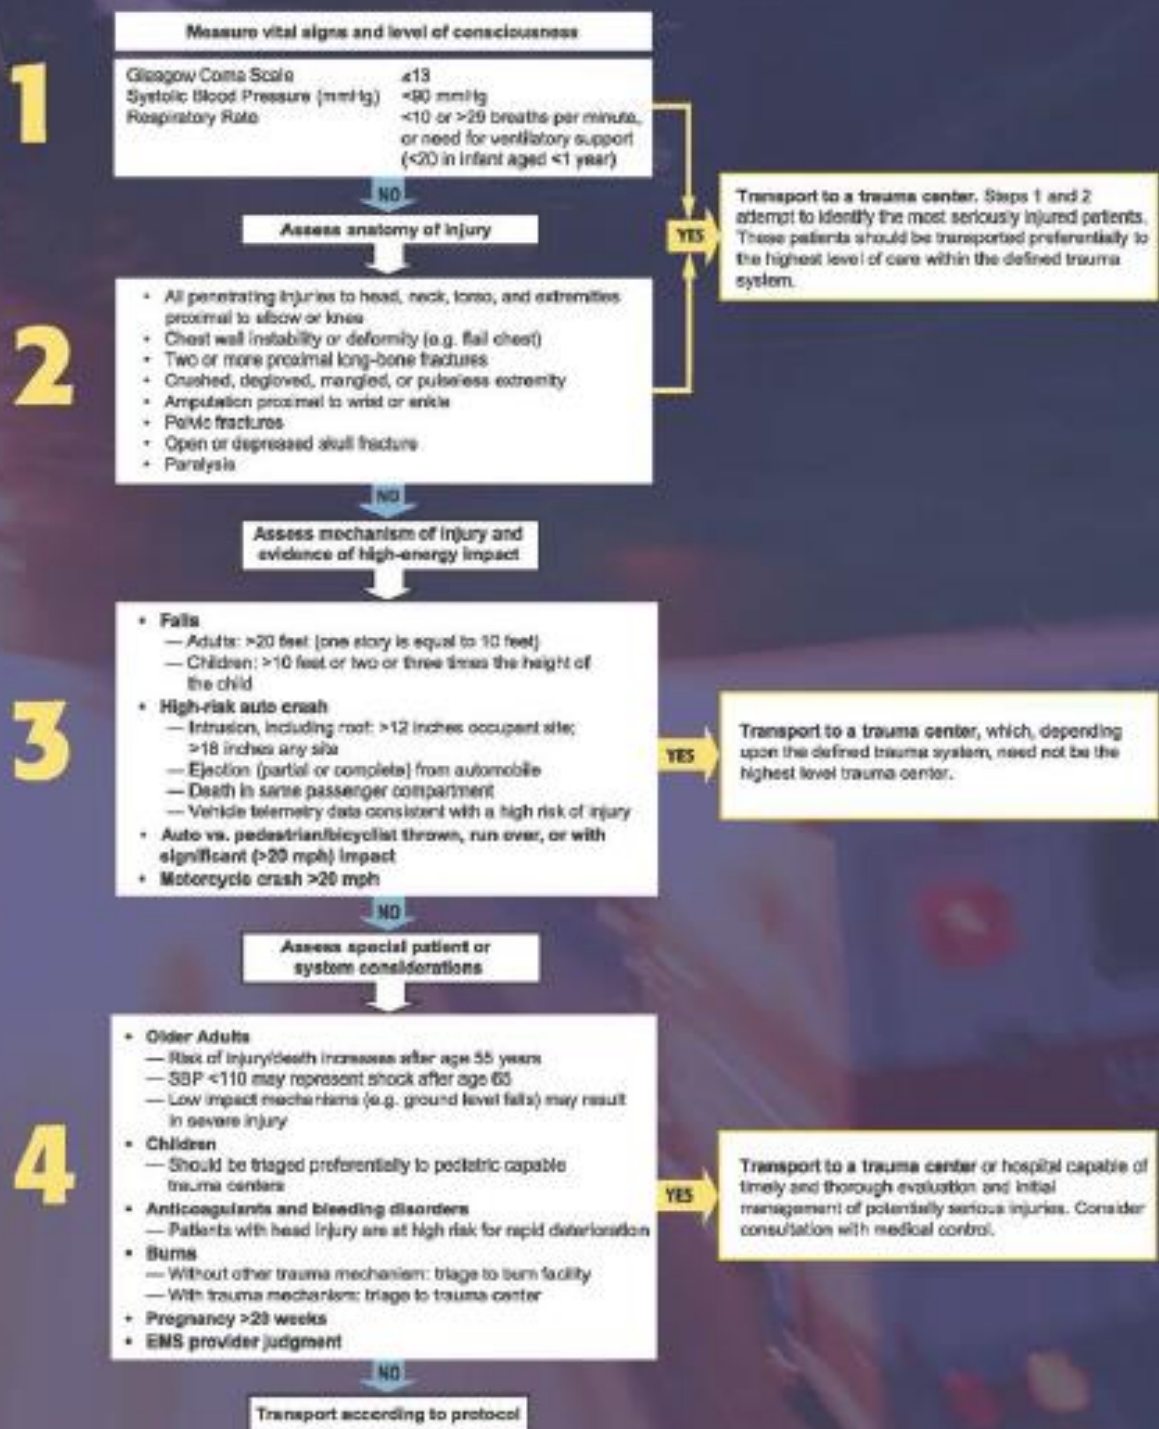 Measure vital signs and level of consciousness
1
Glasgow Coma Scale ≤13
Systolic Blood Pressure (mmHg) <90 mmHg
Respiratory Rate <10 or >29 breaths per minute,
or need for ventilatory support
(<20 in infant aged <1 year)
NO
YES
Transport to a trauma center. Steps 1 and 2
attempt to identify the most seriously injured patients.
These patients should be transported preferentially to
the highest level of care within the defined trauma
system.
Assess anatomy of injury
2
• All penetrating injuries to head, neck, torso, and extremities
proximal to elbow or knee
• Chest wall instability or deformity (e.g. flail chest)
• Two or more proximal long-bone fractures
• Crushed, degloved, mangled, or pulseless extremity
• Amputation proximal to wrist or ankle
• Pelvic fractures
• Open or depressed skull fracture
• Paralysis
NO
Assess mechanism of injury and
evidence of high-energy impact
3
• Falls
— Adults: >20 feet (one story is equal to 10 feet)
— Children: >10 feet or two or three times the height of
the child
• High-risk auto crash
— Intrusion, including roof: >12 inches occupant site;
>18 inches any site
— Ejection (partial or complete) from automobile
— Death in same passenger compartment
— Vehicle telemetry data consistent with a high risk of injury
• Auto vs. pedestrian/bicyclist thrown, run over, or with
significant (>20 mph) impact
• Motorcycle crash >20 mph
YES
Transport to a trauma center, which, depending
upon the defined trauma system, need not be the
highest level trauma center.
NO
Assess special patient or
system considerations
4
• Older Adults
— Risk of injury/death increases after age 55 years
— SBP <110 may represent shock after age 65
— Low impact mechanisms (e.g. ground level falls) may result
in severe injury
• Children
— Should be triaged preferentially to pediatric capable
trauma centers
• Anticoagulants and bleeding disorders
— Patients with head injury are at high risk for rapid deterioration
• Burns
— Without other trauma mechanism: triage to burn facility
— With trauma mechanism: triage to trauma center
• Pregnancy >20 weeks
• EMS provider judgment
YES
Transport to a trauma center or hospital capable of
timely and thorough evaluation and initial
management of potentially serious injuries. Consider
consultation with medical control.
NO
Transport according to protocol